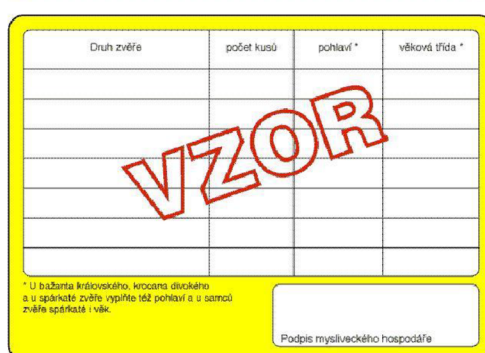 Druh zvěře počet kusů pohlaví * věková třída *
VZOR
* U bažanta královského, krocana divokého
a u spárkaté zvěře vyplňte též pohlaví a u samců
zvěře spárkaté i věk.
Podpis mysliveckého hospodáře